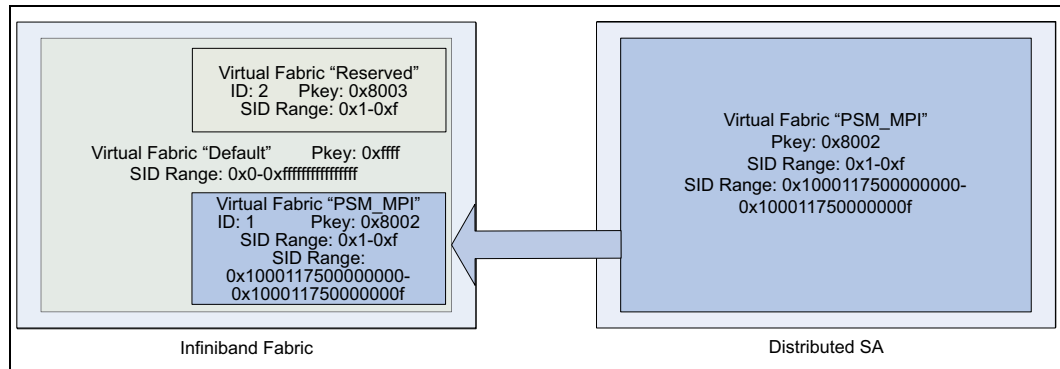 Virtual Fabric “Reserved”
ID: 2 Pkey: 0x8003
SID Range: 0x1-0xf
Virtual Fabric “Default” Pkey: 0xffff
SID Range: 0x0-0xffffffffffffffff
Virtual Fabric “PSM_MPI”
ID: 1 Pkey: 0x8002
SID Range: 0x1-0xf
SID Range:
0x1000117500000000-
0x100011750000000f
Infiniband Fabric
Virtual Fabric “PSM_MPI”
Pkey: 0x8002
SID Range: 0x1-0xf
SID Range: 0x1000117500000000-
0x100011750000000f
Distributed SA